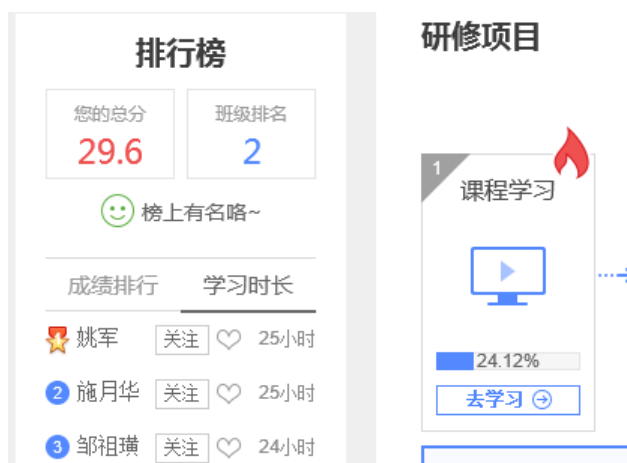 排行榜
您的总分
班级排名
29.6
2
榜上有名咯~
成绩排行
学习时长
姚军 关注 25小时
2 施月华 关注 25小时
3 邹祖璜 关注 24小时
研修项目
1
课程学习
24.12%
去学习